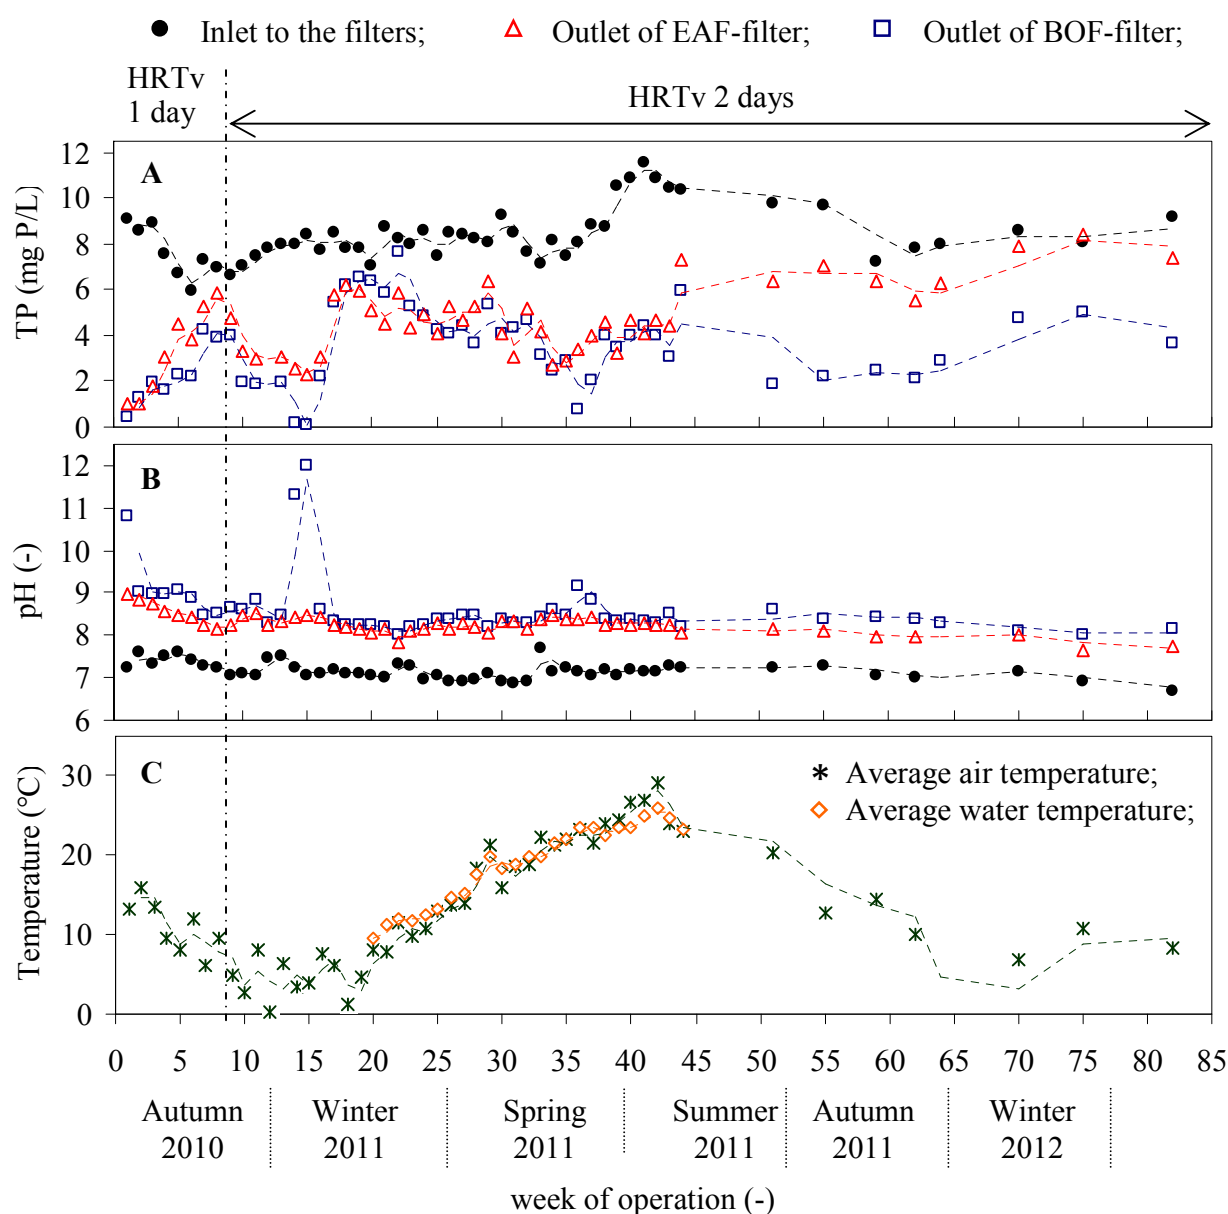 Inlet to the filters; Outlet of EAF-filter; Outlet of BOF-filter;
HRTv
1 day
HRTv 2 days
A
TP (mg P/L)
12
10
8
6
4
2
0
B
pH (-)
12
11
10
9
8
7
6
C
Temperature (°C)
Average air temperature;
Average water temperature;
30
20
10
0
0 5 10 15 20 25 30 35 40 45 50 55 60 65 70 75 80 85
Autumn Winter Spring Summer Autumn Winter
2010 2011 2011 2011 2011 2012
week of operation (-)